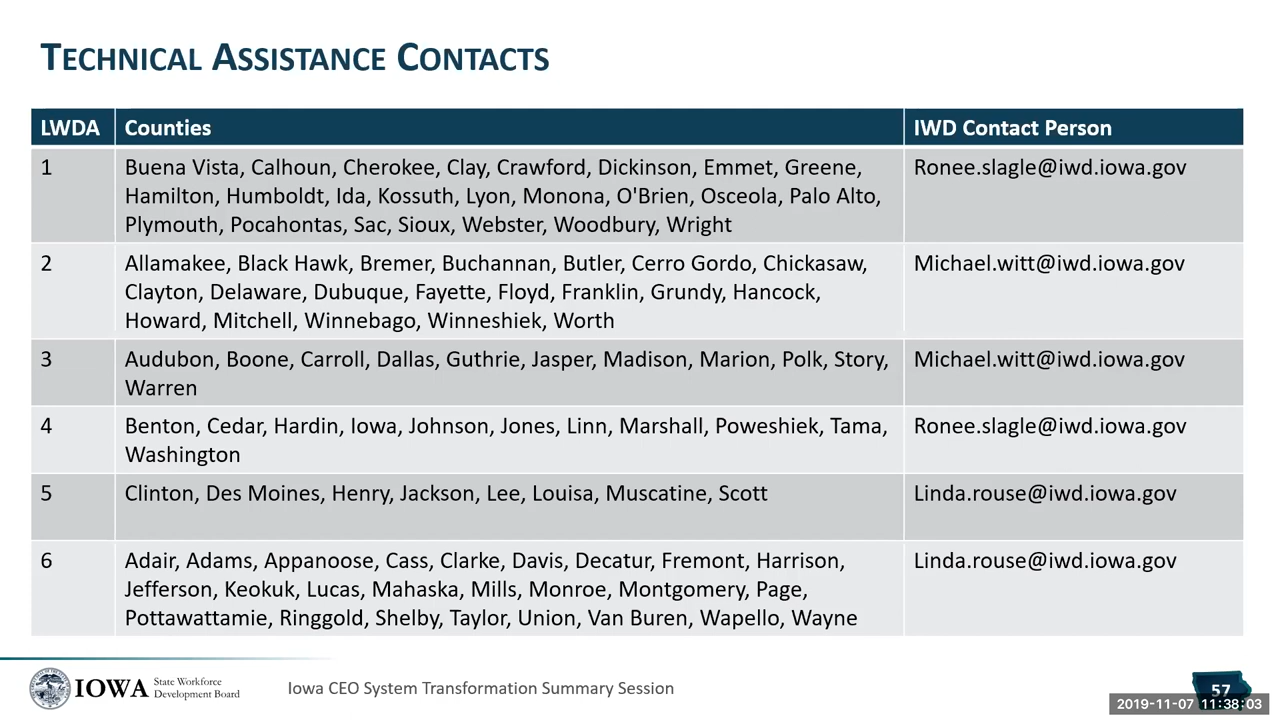 TECHNICAL ASSISTANCE CONTACTS
LWDA Counties IWD Contact Person
1 Buena Vista, Calhoun, Cherokee, Clay, Crawford, Dickinson, Emmet, Greene, Ronee.slagle@iwd.iowa.gov
Hamilton, Humboldt, Ida, Kossuth, Lyon, Monona, O'Brien, Osceola, Palo Alto,
Plymouth, Pocahontas, Sac, Sioux, Webster, Woodbury, Wright
2 Allamakee, Black Hawk, Bremer, Buchannan, Butler, Cerro Gordo, Chickasaw, Michael.witt@iwd.iowa.gov
Clayton, Delaware, Dubuque, Fayette, Floyd, Franklin, Grundy, Hancock,
Howard, Mitchell, Winnebago, Winneshiek, Worth
3 Audubon, Boone, Carroll, Dallas, Guthrie, Jasper, Madison, Marion, Polk, Story, Michael.witt@iwd.iowa.gov
Warren
4 Benton, Cedar, Hardin, Iowa, Johnson, Jones, Linn, Marshall, Poweshiek, Tama, Ronee.slagle@iwd.iowa.gov
Washington
5 Clinton, Des Moines, Henry, Jackson, Lee, Louisa, Muscatine, Scott Linda.rouse@iwd.iowa.gov
6 Adair, Adams, Appanoose, Cass, Clarke, Davis, Decatur, Fremont, Harrison, Linda.rouse@iwd.iowa.gov
Jefferson, Keokuk, Lucas, Mahaska, Mills, Monroe, Montgomery, Page,
Pottawattamie, Ringgold, Shelby, Taylor, Union, Van Buren, Wapello, Wayne
IOWA State Workforce
Development Board
Iowa CEO System Transformation Summary Session
57
2019-11-07 11:38:03